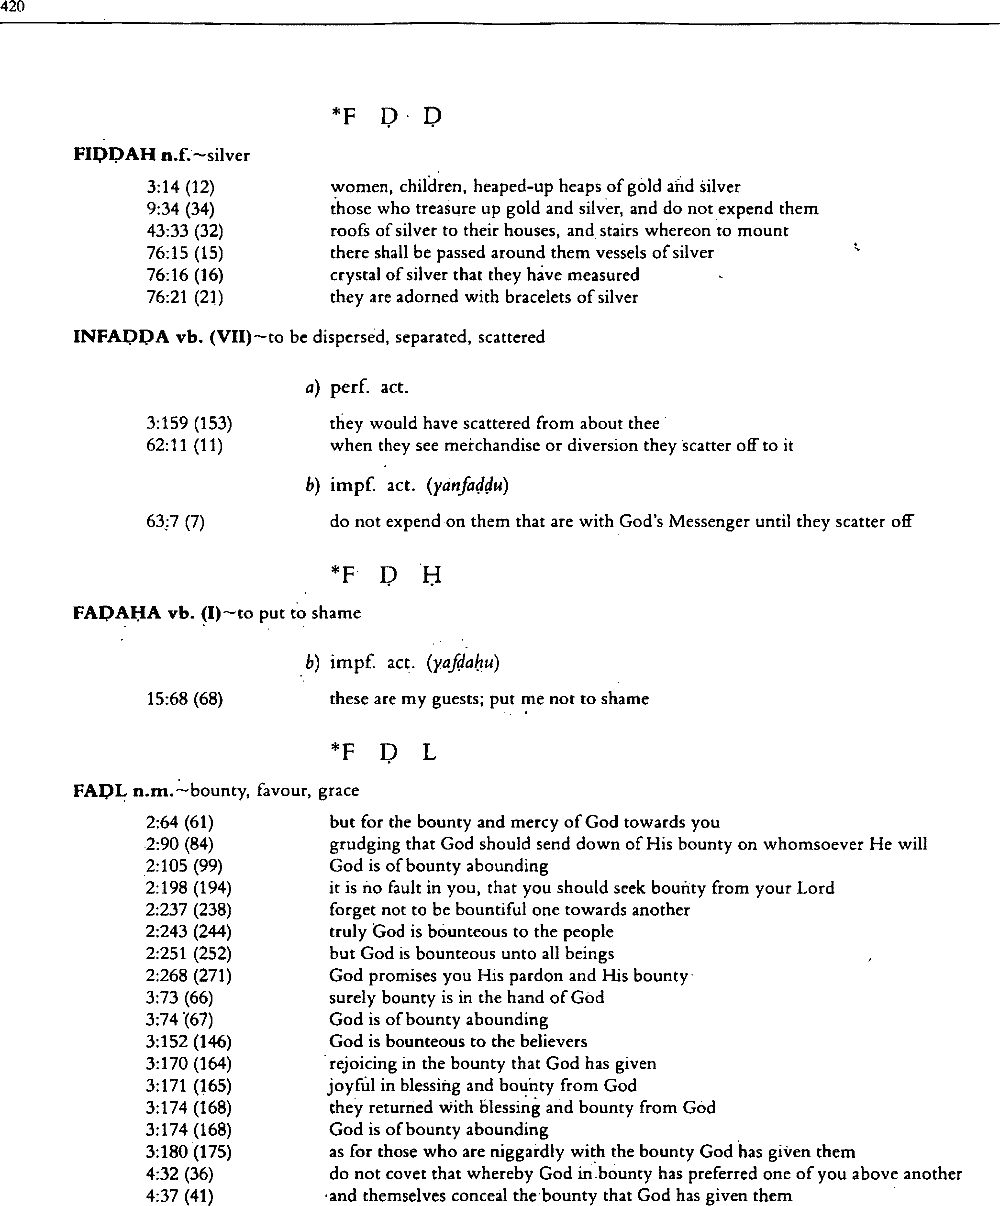 420
*F Ḍ Ḍ
FIḌḌAH n.f.~silver
3:14 (12) women, children, heaped-up heaps of gold and silver
9:34 (34) those who treasure up gold and silver, and do not expend them
43:33 (32) roofs of silver to their houses, and stairs whereon to mount
76:15 (15) there shall be passed around them vessels of silver
76:16 (16) crystal of silver that they have measured
76:21 (21) they are adorned with bracelets of silver
INFAḌḌA vb. (VII)~to be dispersed, separated, scattered
a) perf. act.
3:159 (153) they would have scattered from about thee
62:11 (11) when they see merchandise or diversion they scatter off to it
b) impf. act. (yanfaḍḍu)
63:7 (7) do not expend on them that are with God's Messenger until they scatter off
*F Ḍ Ḥ
FAḌAḤA vb. (I)~to put to shame
b) impf. act. (yafḍaḥu)
15:68 (68) these are my guests; put me not to shame
*F Ḍ L
FAḌL n.m.~bounty, favour, grace
2:64 (61) but for the bounty and mercy of God towards you
2:90 (84) grudging that God should send down of His bounty on whomsoever He will
2:105 (99) God is of bounty abounding
2:198 (194) it is no fault in you, that you should seek bounty from your Lord
2:237 (238) forget not to be bountiful one towards another
2:243 (244) truly God is bounteous to the people
2:251 (252) but God is bounteous unto all beings
2:268 (271) God promises you His pardon and His bounty
3:73 (66) surely bounty is in the hand of God
3:74 (67) God is of bounty abounding
3:152 (146) God is bounteous to the believers
3:170 (164) rejoicing in the bounty that God has given
3:171 (165) joyful in blessing and bounty from God
3:174 (168) they returned with blessing and bounty from God
3:174 (168) God is of bounty abounding
3:180 (175) as for those who are niggardly with the bounty God has given them
4:32 (36) do not covet that whereby God in bounty has preferred one of you above another
4:37 (41) and themselves conceal the bounty that God has given them